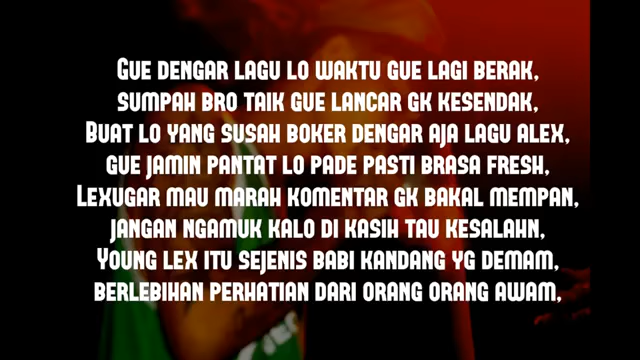 Gue dengar lagu lo waktu gue lagi berak,
sumpah bro taik gue lancar gk kesendak,
Buat lo yang susah boker dengar aja lagu alex,
gue jamin pantat lo pade pasti brasa fresh,
Lexugar mau marah komentar gk bakal mempan,
jangan ngamuk kalo di kasih tau kesalahn,
Young lex itu sejenis babi kandang yg demam,
berlebihan perhatian dari orang orang awam,